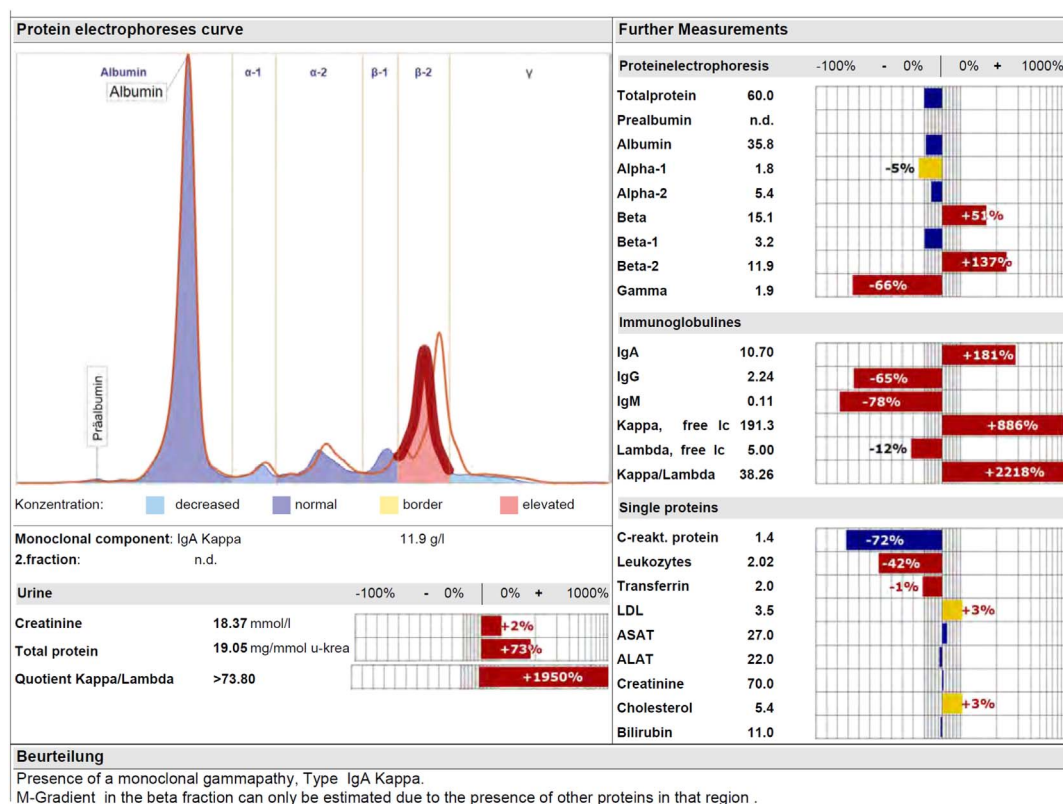 Protein electrophoreses curve
Albumin α-1 α-2 β-1 β-2 γ
Albumin
Präalbumin
Konzentration: decreased normal border elevated
Monoclonal component: IgA Kappa 11.9 g/l
2.fraction: n.d.
Urine -100% - 0% 0% + 1000%
Creatinine 18.37 mmol/l +2%
Total protein 19.05 mg/mmol u-krea +73%
Quotient Kappa/Lambda >73.80 +1950%
Further Measurements
Proteinelectrophoresis -100% - 0% 0% + 1000%
Totalprotein 60.0
Prealbumin n.d.
Albumin 35.8
Alpha-1 1.8 -5%
Alpha-2 5.4
Beta 15.1 +51%
Beta-1 3.2
Beta-2 11.9 +137%
Gamma 1.9 -66%
Immunoglobulines
IgA 10.70 +181%
IgG 2.24 -65%
IgM 0.11 -78%
Kappa, free lc 191.3 +886%
Lambda, free lc 5.00 -12%
Kappa/Lambda 38.26 +2218%
Single proteins
C-reakt. protein 1.4 -72%
Leukozytes 2.02 -42%
Transferrin 2.0 -1%
LDL 3.5 +3%
ASAT 27.0
ALAT 22.0
Creatinine 70.0
Cholesterol 5.4 +3%
Bilirubin 11.0
Beurteilung
Presence of a monoclonal gammapathy, Type IgA Kappa.
M-Gradient in the beta fraction can only be estimated due to the presence of other proteins in that region .